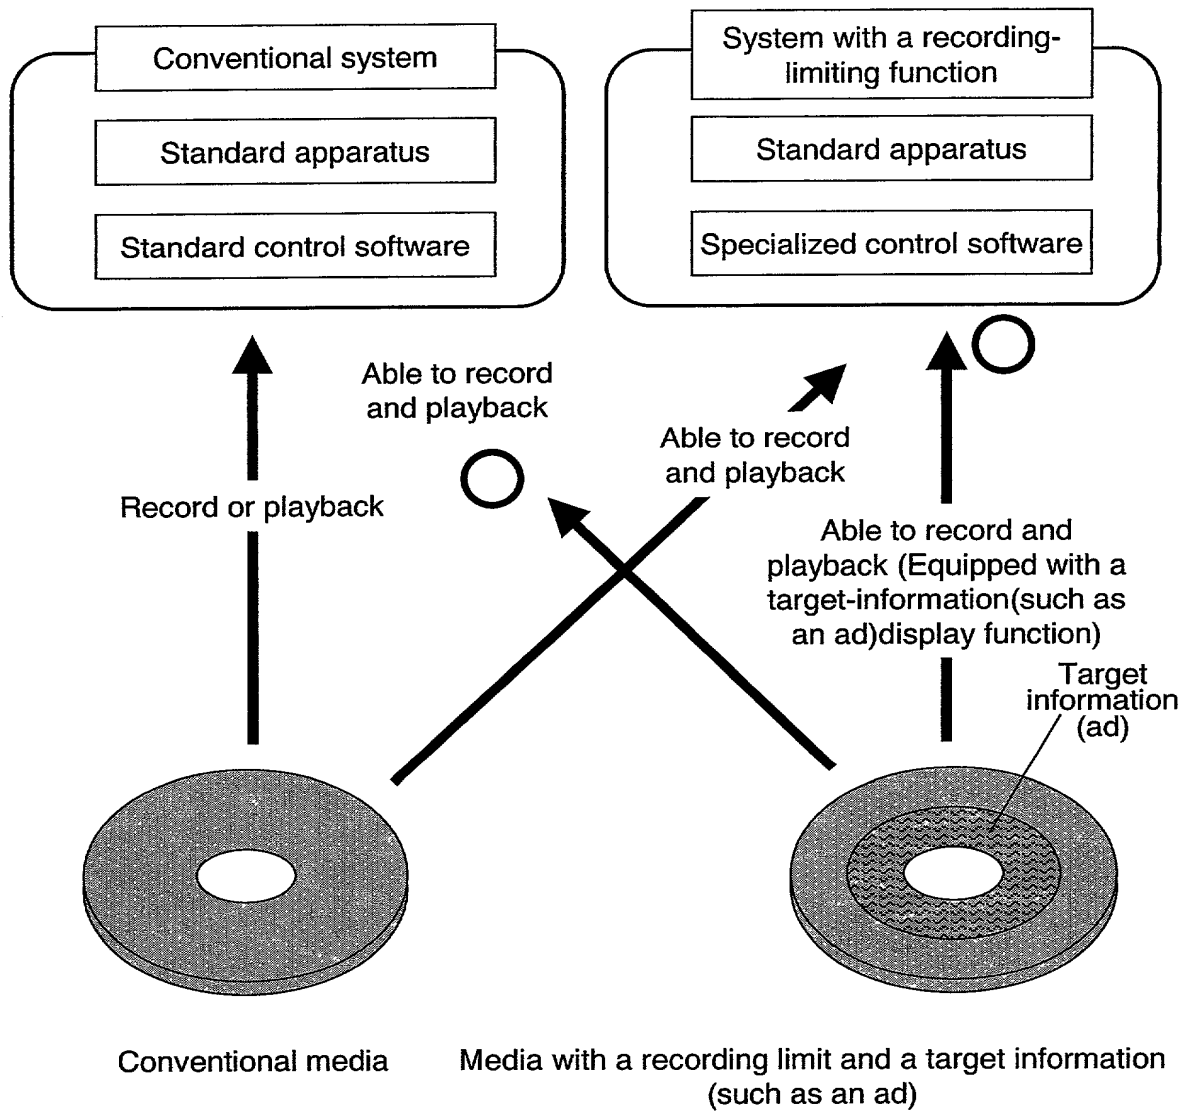 Conventional system
Standard apparatus
Standard control software
System with a recording-
limiting function
Standard apparatus
Specialized control software
Able to record
and playback
Able to record
and playback
Record or playback
Able to record and
playback (Equipped with a
target-information(such as
an ad)display function)
Target
information
(ad)
Conventional media
Media with a recording limit and a target information
(such as an ad)